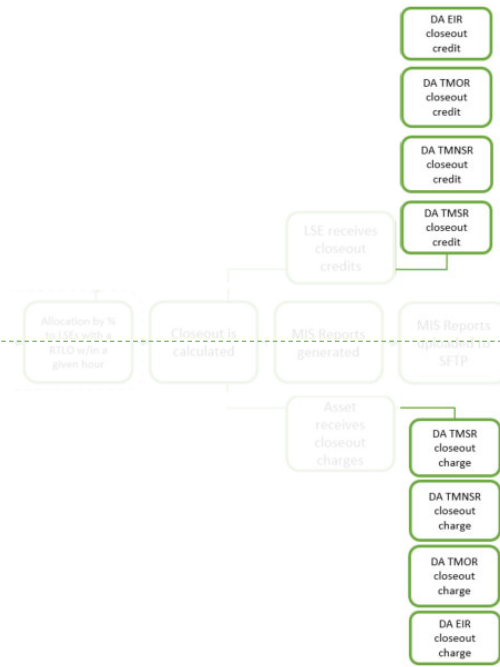 DA EIR
closeout
credit
DA TMOR
closeout
credit
DA TMNSR
closeout
credit
DA TMSR
closeout
credit
LSE receives
closeout
credits
Allocation by %
to LSEs with a
RTLO w/in a
given hour
Closeout is
calculated
MIS Reports
generated
MIS Reports
uploaded to
SFTP
Asset
receives
closeout
charges
DA TMSR
closeout
charge
DA TMNSR
closeout
charge
DA TMOR
closeout
charge
DA EIR
closeout
charge